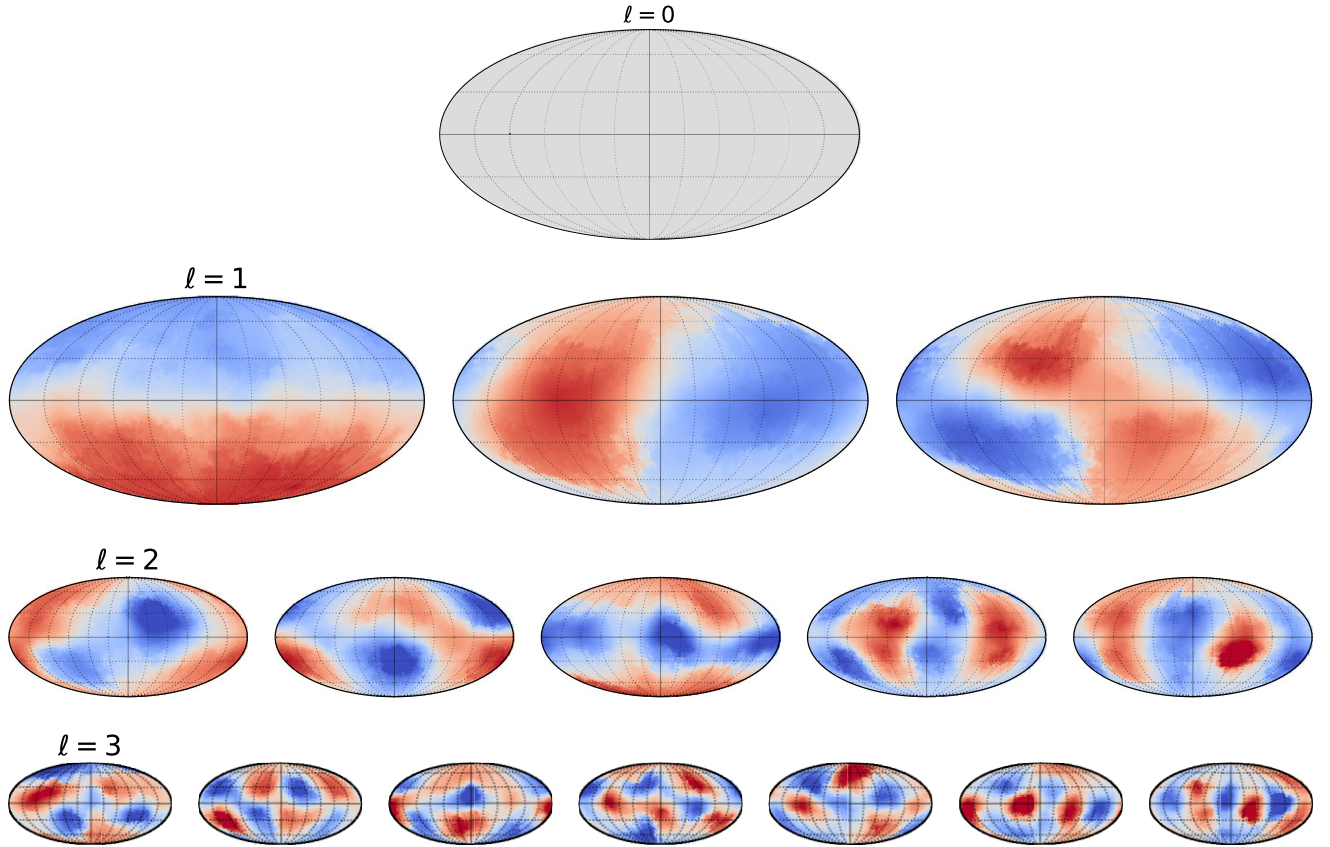 ℓ = 0
ℓ = 1
ℓ = 2
ℓ = 3